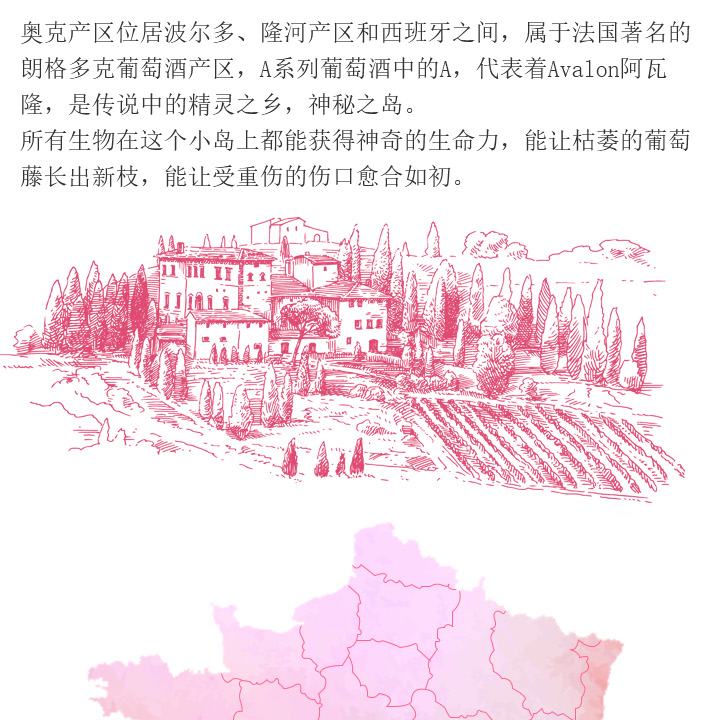 奥克产区位居波尔多、隆河产区和西班牙之间，属于法国著名的
朗格多克葡萄酒产区，A系列葡萄酒中的A，代表着Avalon阿瓦
隆，是传说中的精灵之乡，神秘之岛。
所有生物在这个小岛上都能获得神奇的生命力，能让枯萎的葡萄
藤长出新枝，能让受重伤的伤口愈合如初。